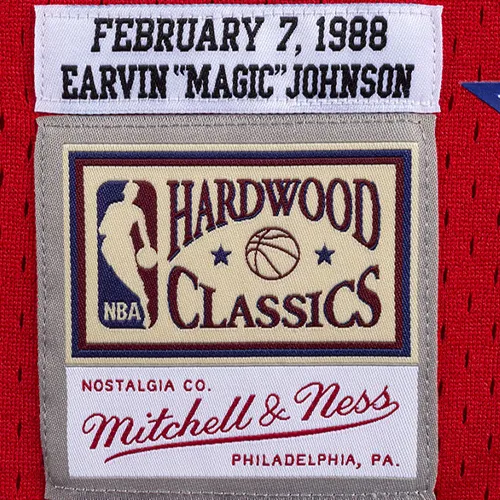 FEBRUARY 7, 1988
EARVIN "MAGIC" JOHNSON
HARDWOOD
NBA
CLASSICS
NOSTALGIA CO.
Mitchell & Ness
PHILADELPHIA, PA.